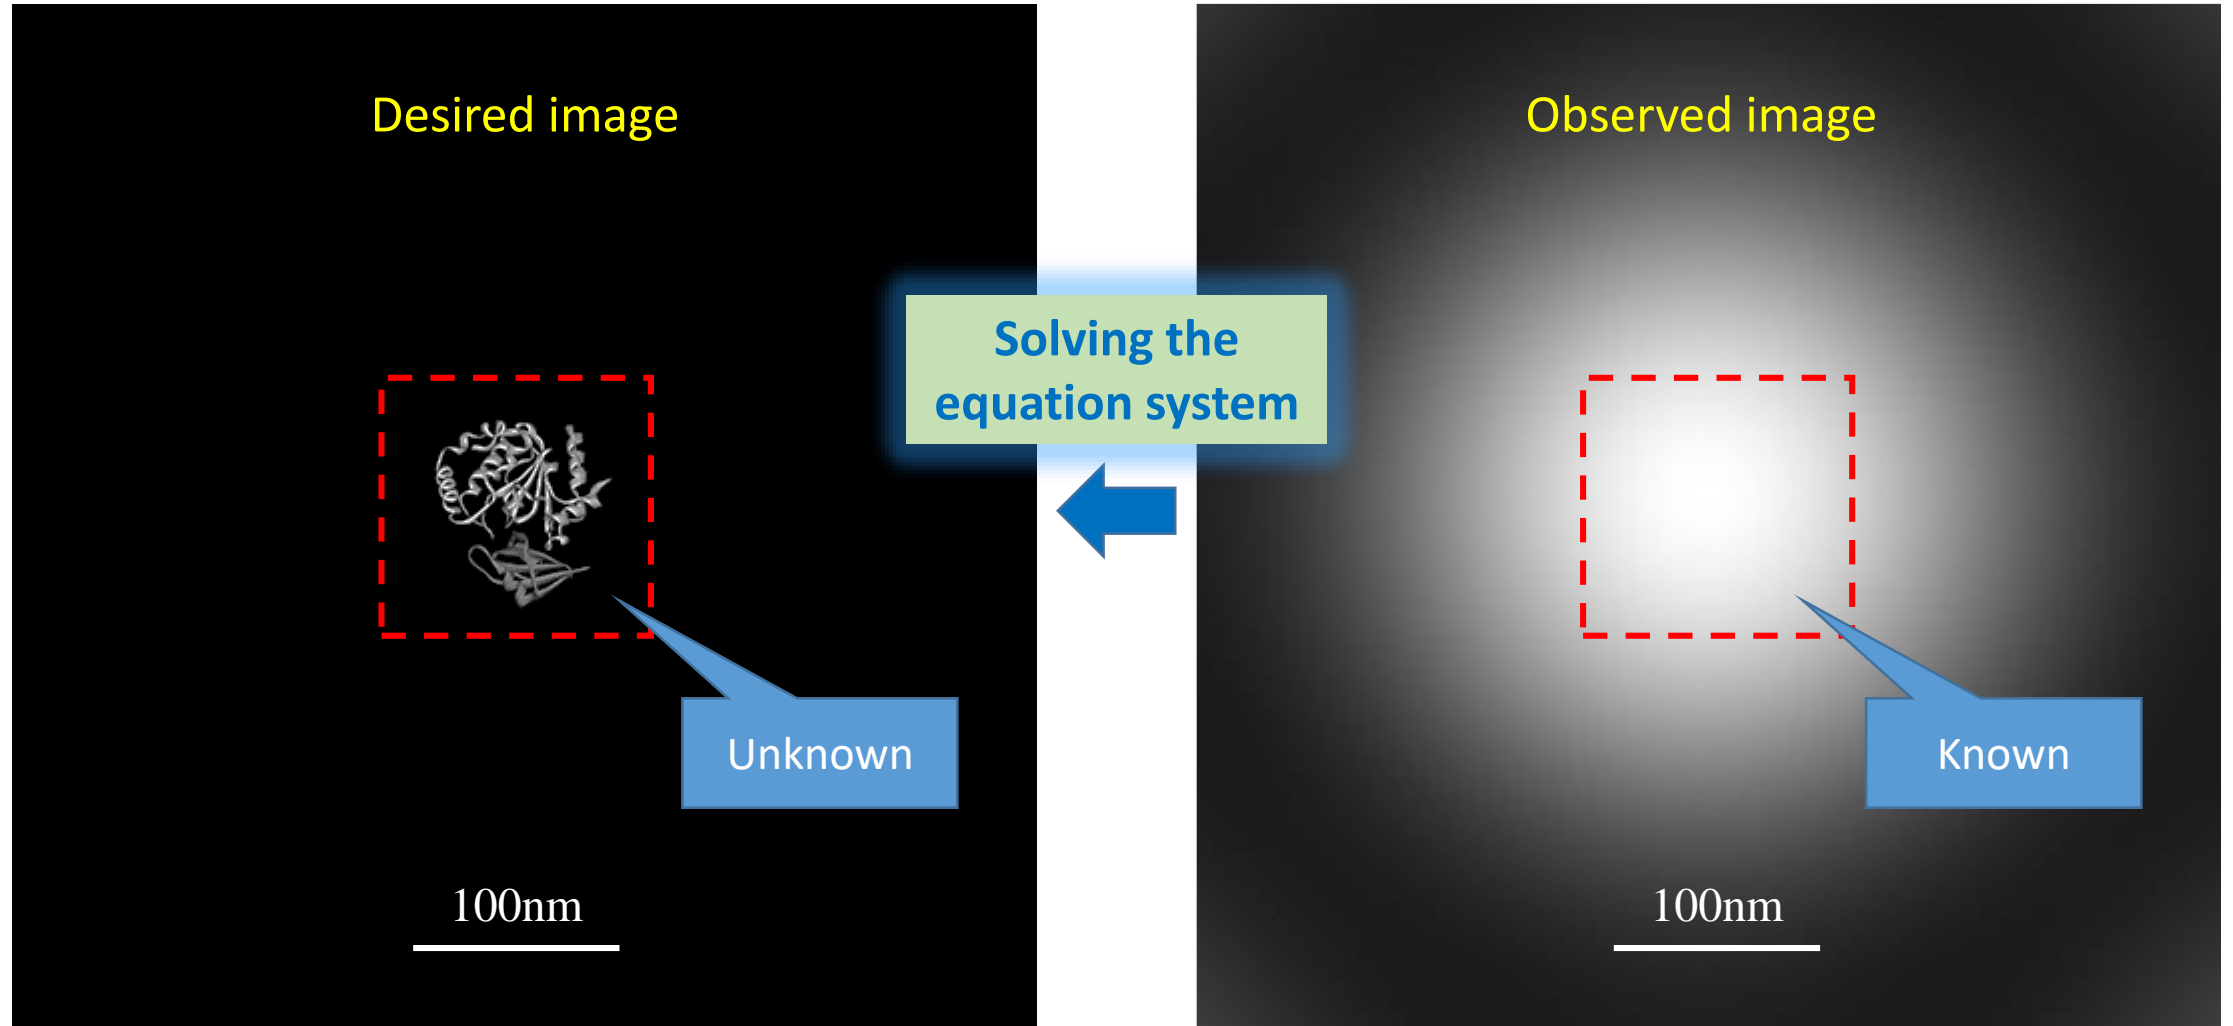 Desired image
Observed image
Solving the
equation system
Unknown
Known
100nm
100nm